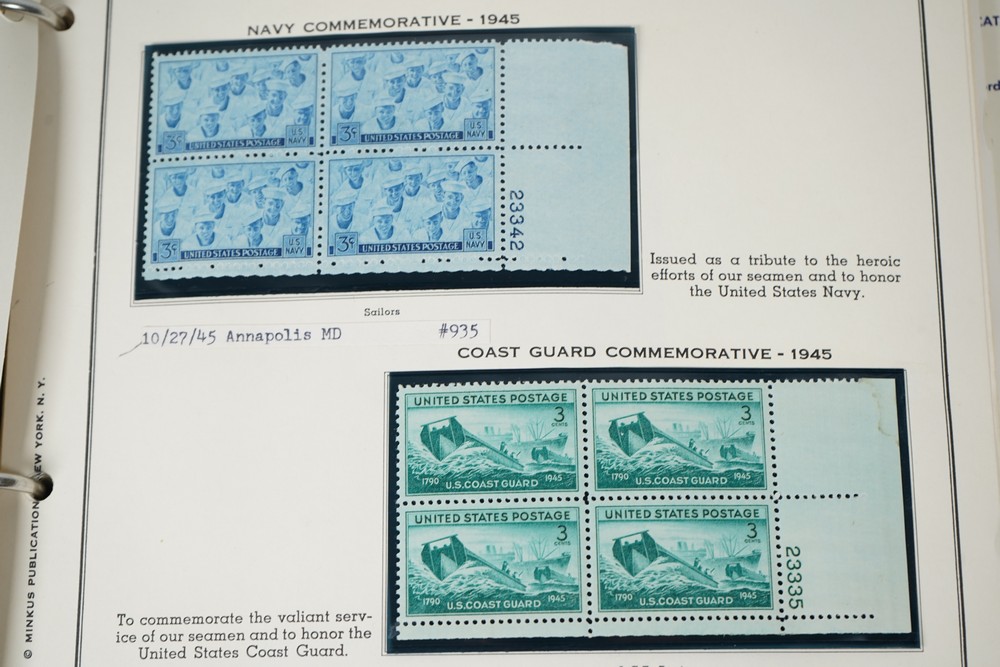 NAVY COMMEMORATIVE - 1945
3¢ UNITED STATES POSTAGE U.S. NAVY
3¢ UNITED STATES POSTAGE U.S. NAVY
3¢ UNITED STATES POSTAGE U.S. NAVY
3¢ UNITED STATES POSTAGE U.S. NAVY
23342
Issued as a tribute to the heroic
efforts of our seamen and to honor
the United States Navy.
Sailors
10/27/45 Annapolis MD #935
COAST GUARD COMMEMORATIVE - 1945
UNITED STATES POSTAGE
3 CENTS
1790 U.S. COAST GUARD 1945
UNITED STATES POSTAGE
3 CENTS
1790 U.S. COAST GUARD 1945
UNITED STATES POSTAGE
3 CENTS
1790 U.S. COAST GUARD 1945
UNITED STATES POSTAGE
3 CENTS
1790 U.S. COAST GUARD 1945
23335
To commemorate the valiant serv-
ice of our seamen and to honor the
United States Coast Guard.
© MINKUS PUBLICATION EW YORK, N. Y.